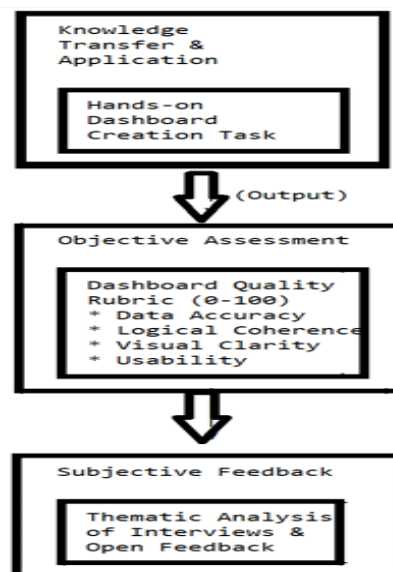 Knowledge
Transfer &
Application
Hands-on
Dashboard
Creation Task
(Output)
Objective Assessment
Dashboard Quality
Rubric (0-100)
* Data Accuracy
* Logical Coherence
* Visual Clarity
* Usability
Subjective Feedback
Thematic Analysis
of Interviews &
Open Feedback